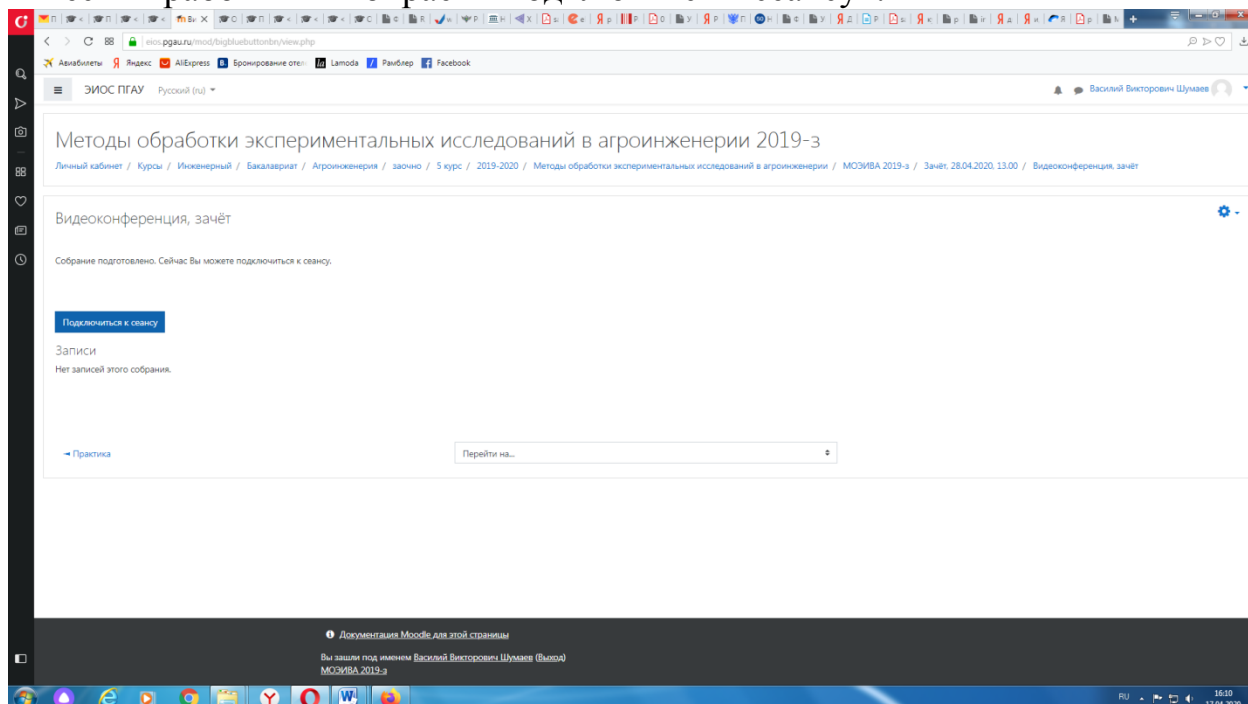 eios.pgau.ru/mod/bigbluebuttonbn/view.php
Авиабилеты Яндекс AliExpress Бронирование отел Lamoda Рамблер Facebook
ЭИОС ПГАУ Русский (ru) Василий Викторович Шумаев
Методы обработки экспериментальных исследований в агроинженерии 2019-з
Личный кабинет / Курсы / Инженерный / Бакалавриат / Агроинженерия / заочно / 5 курс / 2019-2020 / Методы обработки экспериментальных исследований в агроинженерии / МОЭИВА 2019-з / Зачёт, 28.04.2020, 13.00 / Видеоконференция, зачёт
Видеоконференция, зачёт
Собрание подготовлено. Сейчас Вы можете подключиться к сеансу.
Подключиться к сеансу
Записи
Нет записей этого собрания.
◄ Практика Перейти на...
Документация Moodle для этой страницы
Вы зашли под именем Василий Викторович Шумаев (Выход)
МОЭИВА 2019-з
RU 16:10
17.04.2020